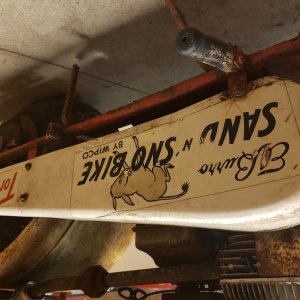 El Burro
SAND N' SNO BIKE
BY WIPCO